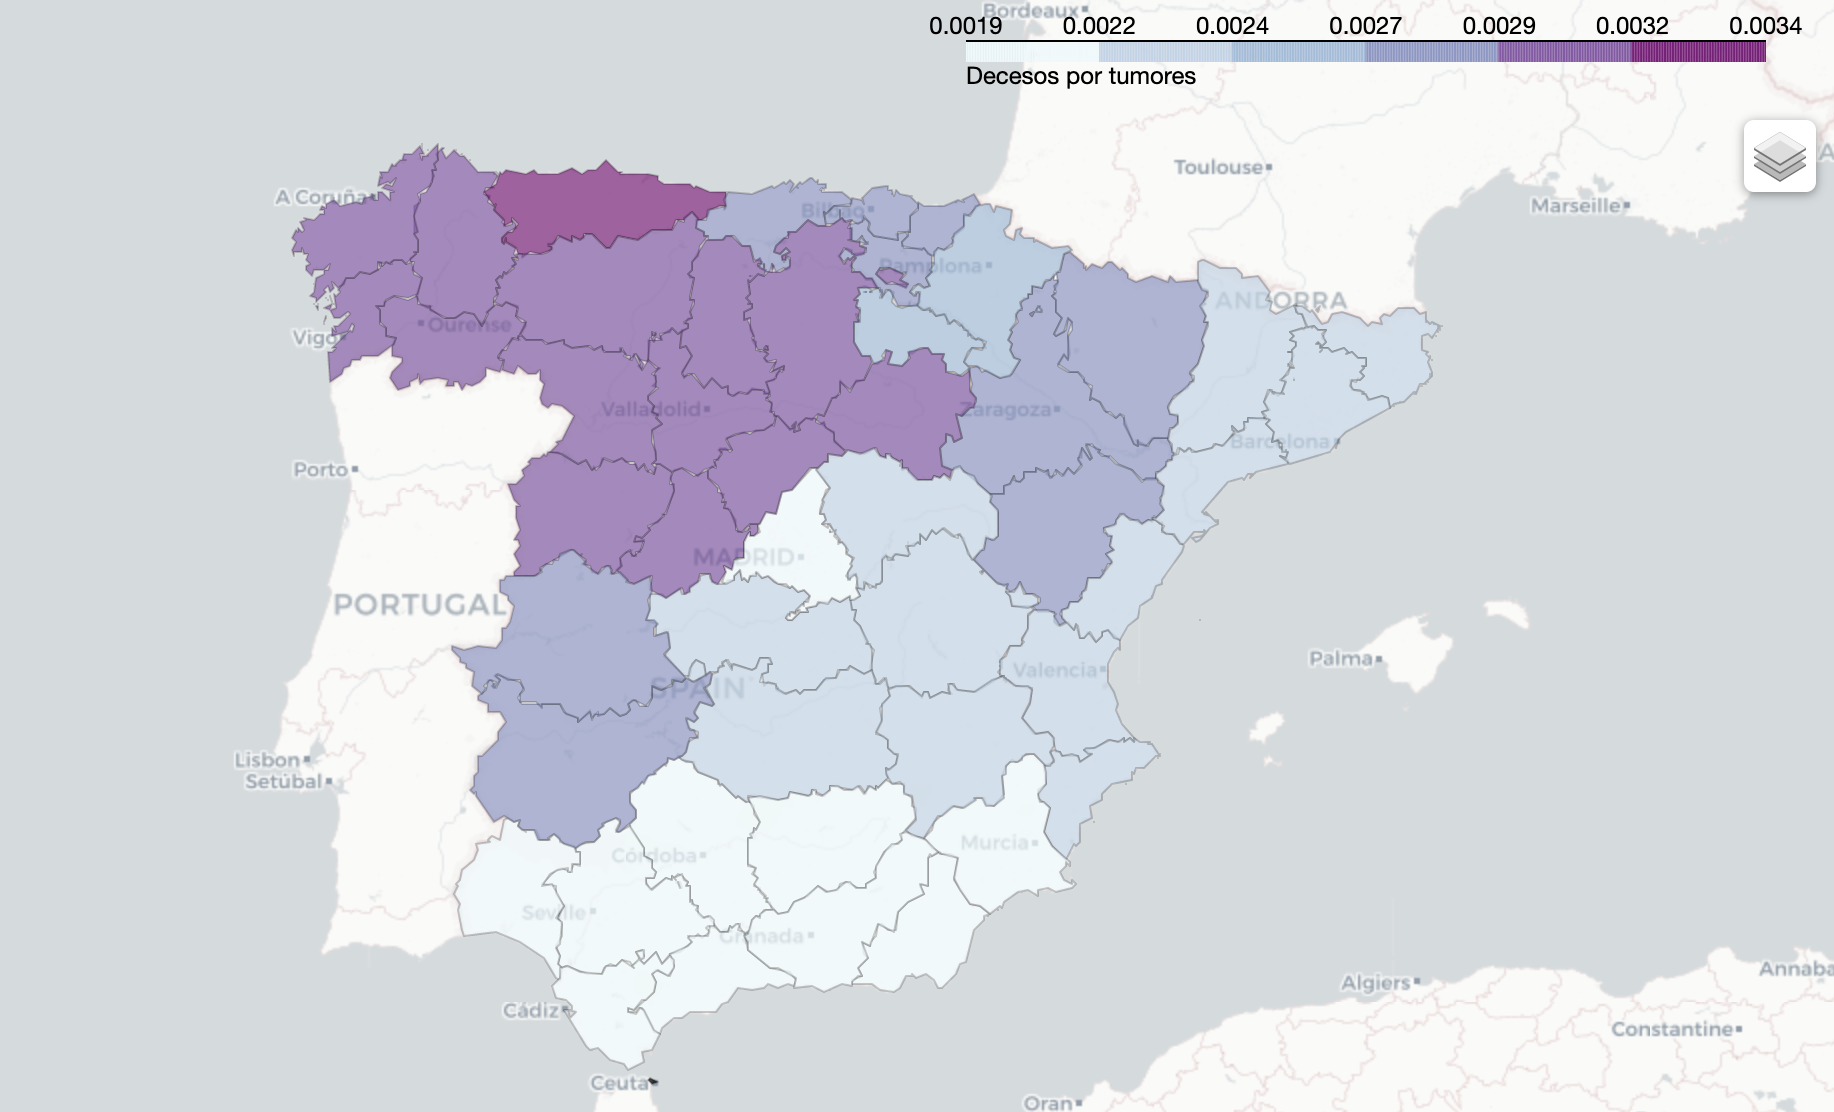 Bordeaux
0.0019 0.0022 0.0024 0.0027 0.0029 0.0032 0.0034
Decesos por tumores
Toulouse
A Coruña
Marseille
Bilbao
Pamplona
ANDORRA
Ourense
Vigo
Valladolid
Zaragoza
Barcelona
Porto
MADRID
PORTUGAL
Palma
Valencia
SPAIN
Lisbon
Setúbal
Murcia
Córdoba
Seville
Granada
Annaba
Algiers
Cádiz
Constantine
Ceuta
Oran